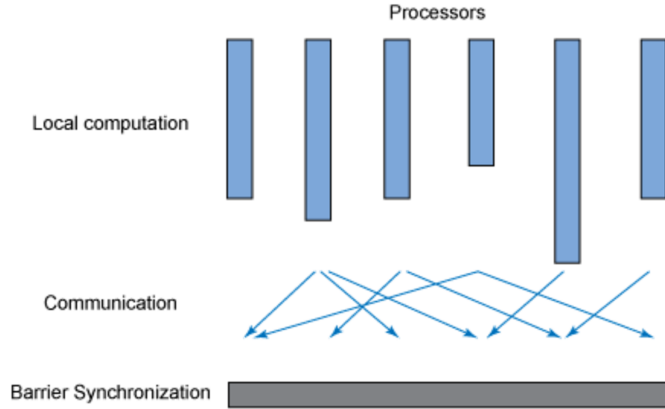 Processors
Local computation
Communication
Barrier Synchronization